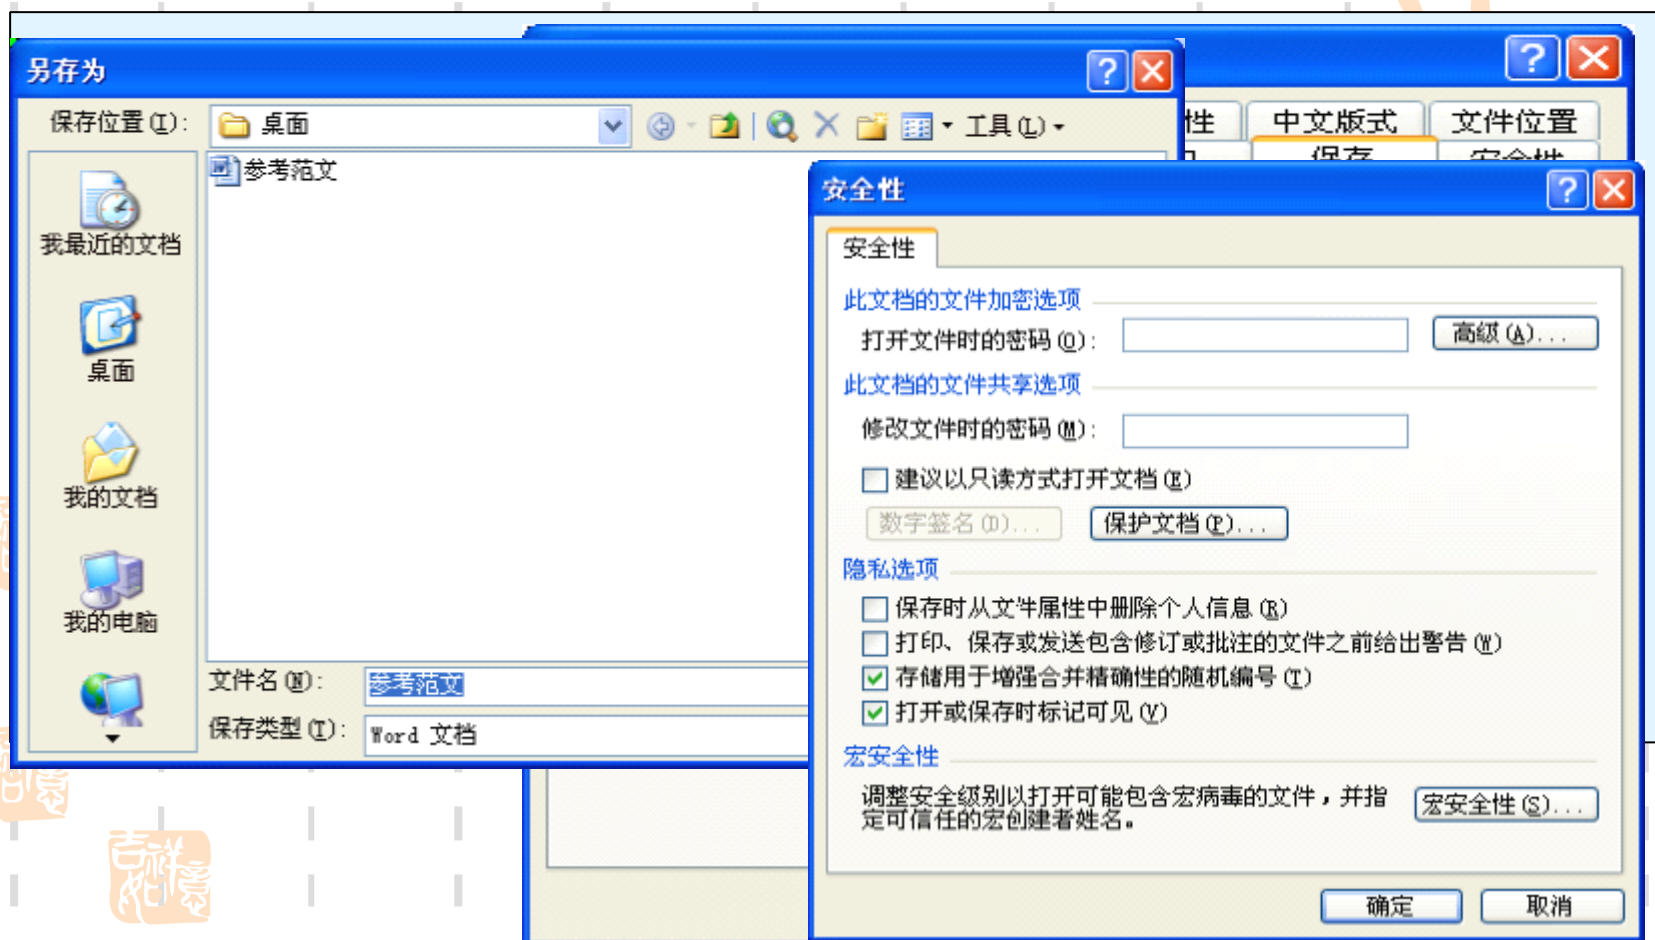 另存为
保存位置(I):
桌面
工具(L)
我最近的文档
桌面
我的文档
我的电脑
参考范文
文件名(N):
参考范文
保存类型(T):
Word 文档
性
中文版式
文件位置
保存
安全性
安全性
安全性
此文档的文件加密选项
打开文件时的密码(O):
高级(A)...
此文档的文件共享选项
修改文件时的密码(M):
建议以只读方式打开文档(E)
数字签名(D)...
保护文档(P)...
隐私选项
保存时从文件属性中删除个人信息(R)
打印、保存或发送包含修订或批注的文件之前给出警告(W)
存储用于增强合并精确性的随机编号(T)
打开或保存时标记可见(V)
宏安全性
调整安全级别以打开可能包含宏病毒的文件，并指
定可信任的宏创建者姓名。
宏安全性(S)...
确定
取消
吉祥如意